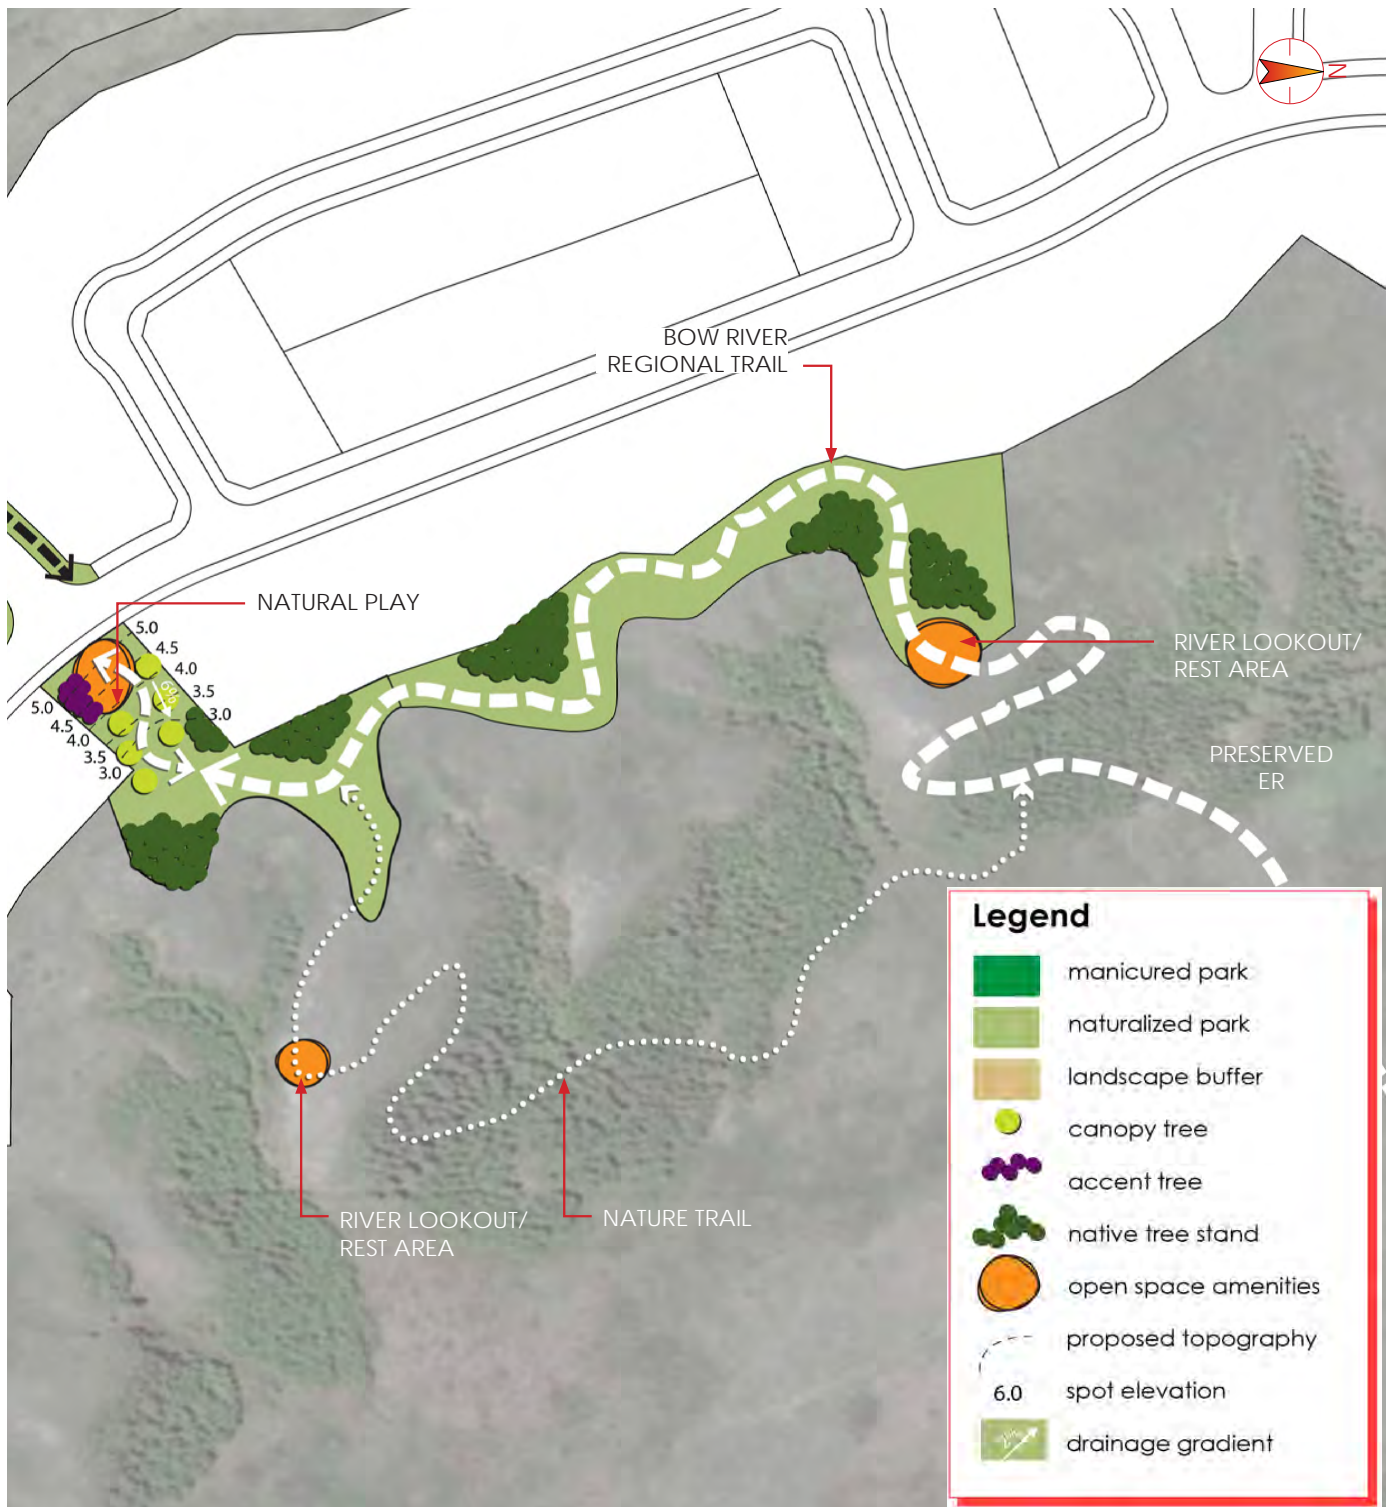 N
BOW RIVER
REGIONAL TRAIL
NATURAL PLAY
5.0
4.5
4.0
3.5
3.0
6%
5.0
4.5
4.0
3.5
3.0
RIVER LOOKOUT/
REST AREA
PRESERVED
ER
RIVER LOOKOUT/
REST AREA
NATURE TRAIL
Legend
manicured park
naturalized park
landscape buffer
canopy tree
accent tree
native tree stand
open space amenities
proposed topography
6.0 spot elevation
drainage gradient